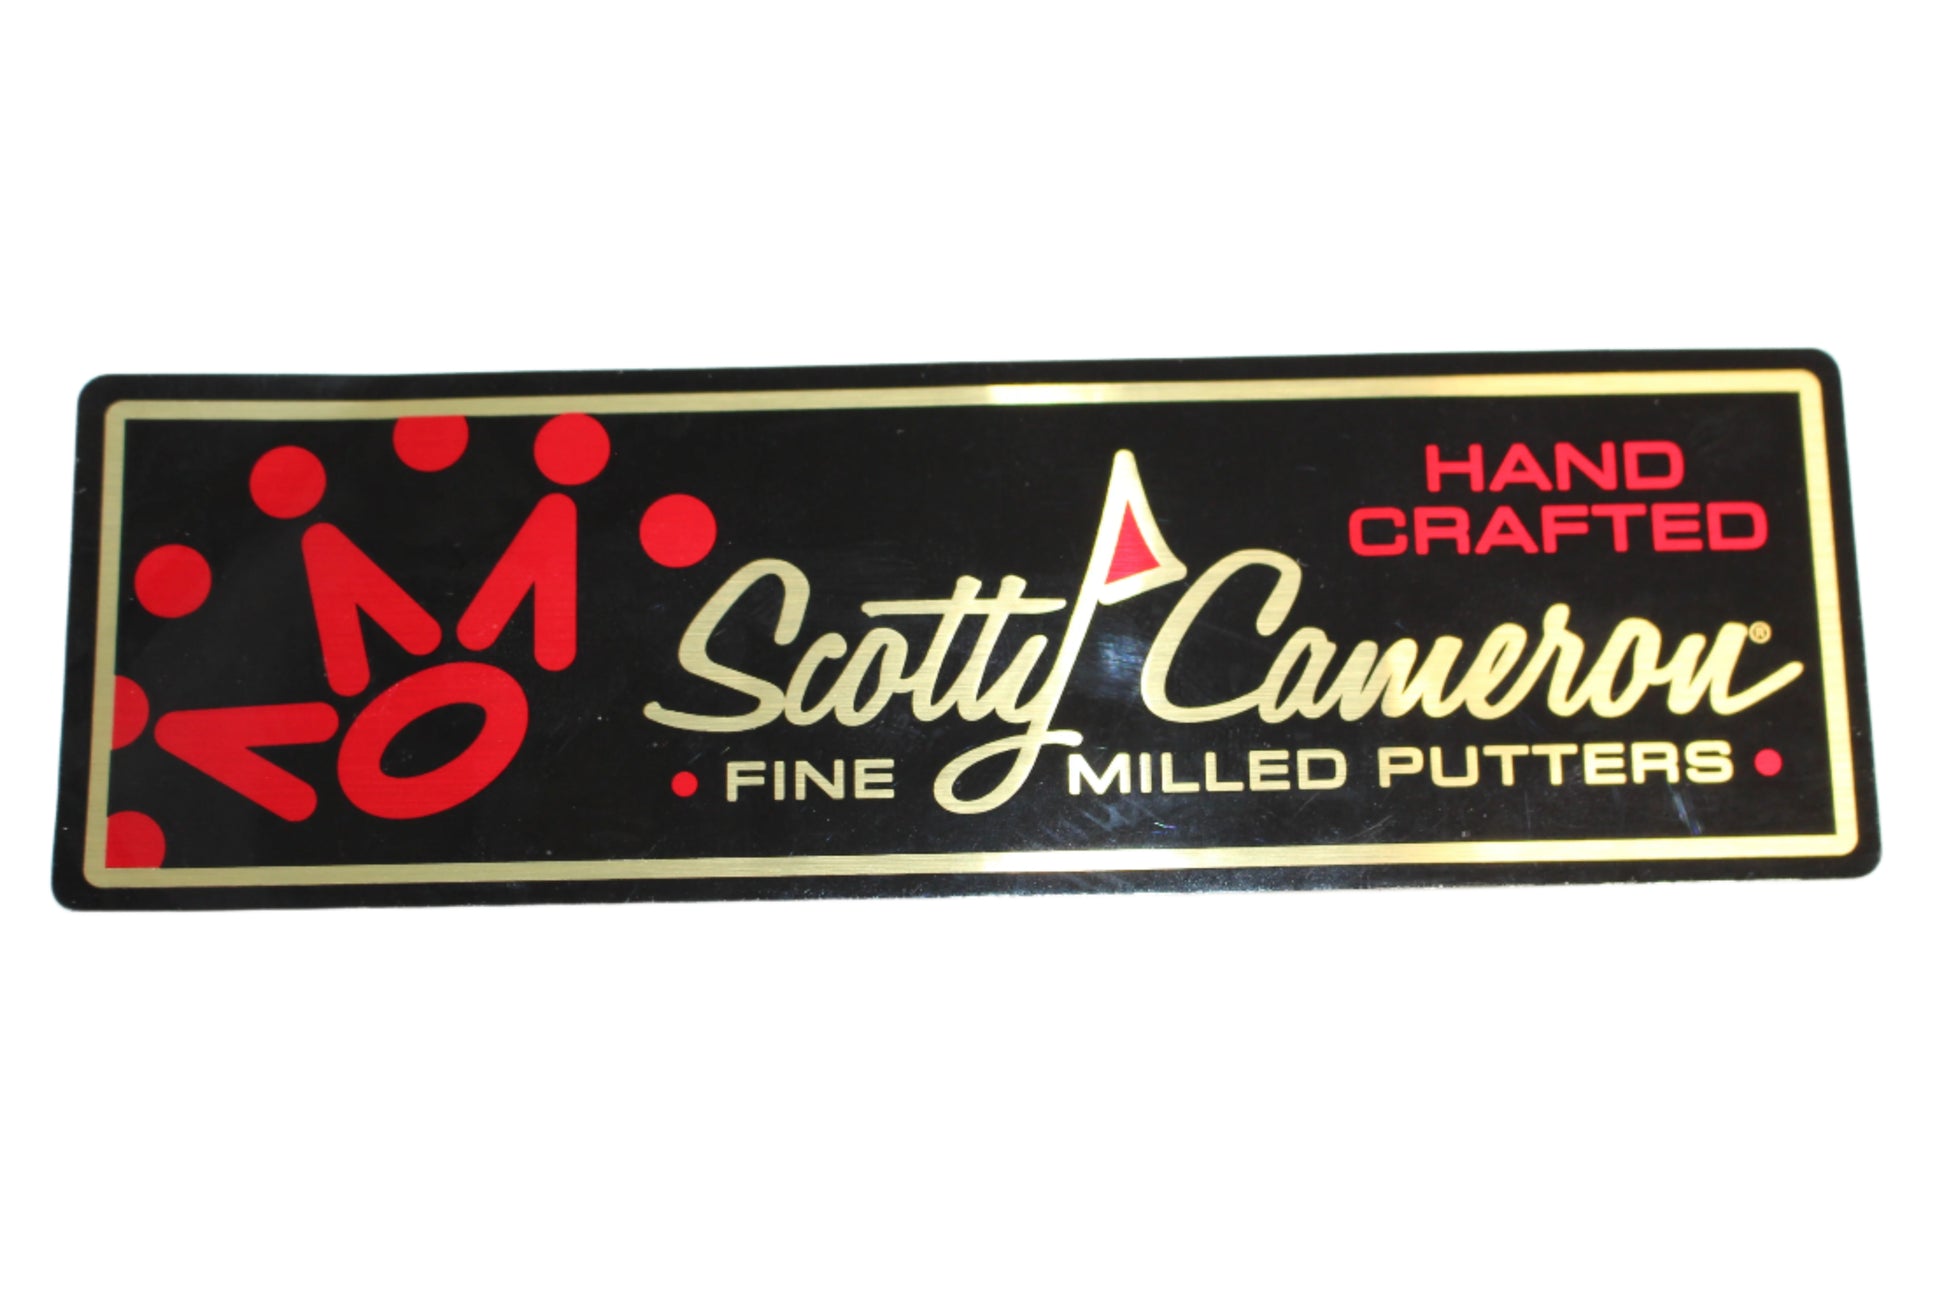 HAND
CRAFTED
Scotty Cameron®
• FINE MILLED PUTTERS •